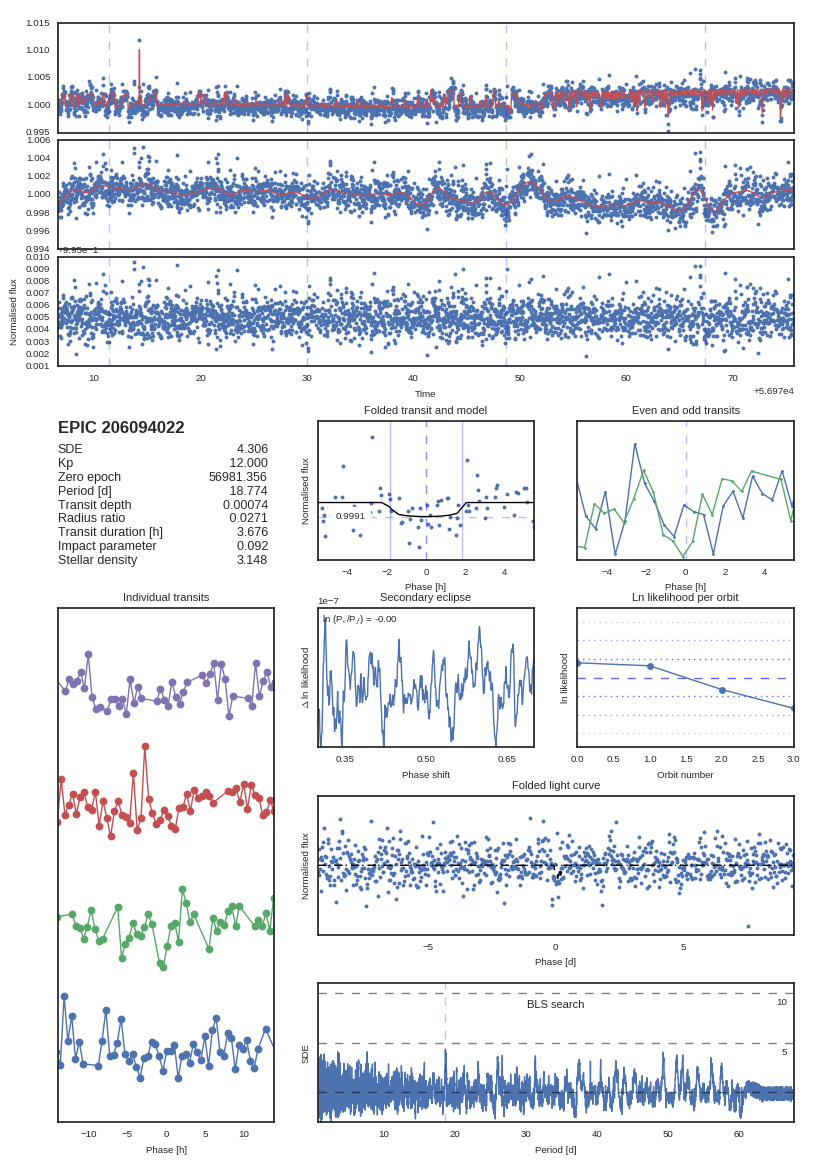 1.015
1.010
1.005
1.000
0.995
1.006
1.004
1.002
1.000
0.998
0.996
0.994
+9.95e−1
0.010
0.009
0.008
0.007
0.006
0.005
0.004
0.003
0.002
0.001
Normalised flux
10 20 30 40 50 60 70
Time
+5.697e4
EPIC 206094022
SDE 4.306
Kp 12.000
Zero epoch 56981.356
Period [d] 18.774
Transit depth 0.00074
Radius ratio 0.0271
Transit duration [h] 3.676
Impact parameter 0.092
Stellar density 3.148
Folded transit and model
Normalised flux
0.9991
−4 −2 0 2 4
Phase [h]
Even and odd transits
−4 −2 0 2 4
Phase [h]
Individual transits
−10 −5 0 5 10
Phase [h]
Secondary eclipse
1e−7
ln (Pₑ/P𝑓) = -0.00
Δ ln likelihood
0.35 0.50 0.65
Phase shift
Ln likelihood per orbit
ln likelihood
0.0 0.5 1.0 1.5 2.0 2.5 3.0
Orbit number
Folded light curve
Normalised flux
−5 0 5
Phase [d]
BLS search
10
5
SDE
10 20 30 40 50 60
Period [d]